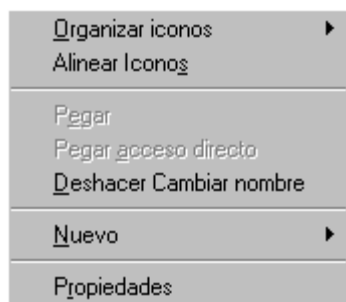 Organizar iconos
Alinear Iconos
Pegar
Pegar acceso directo
Deshacer Cambiar nombre
Nuevo
Propiedades